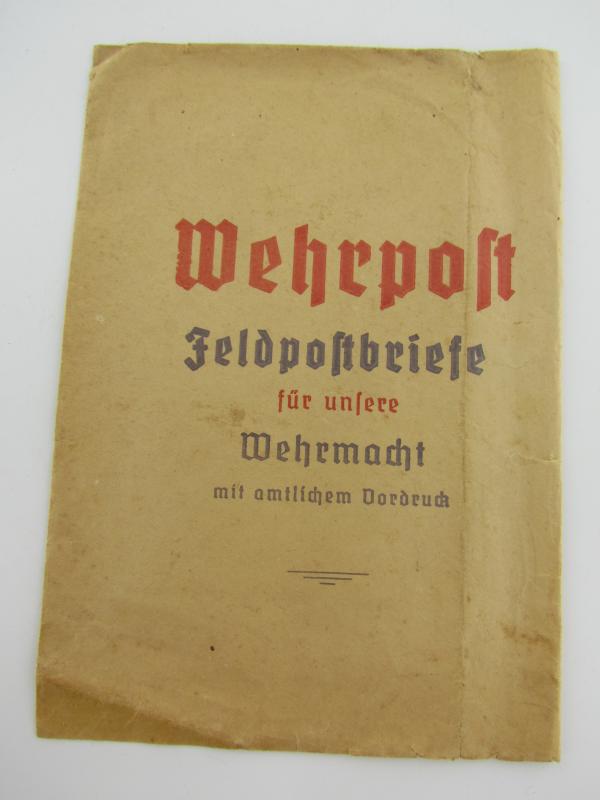 Wehrpoſt
Feldpoſtbriefe
für unſere
Wehrmacht
mit amtlichem Vordruck